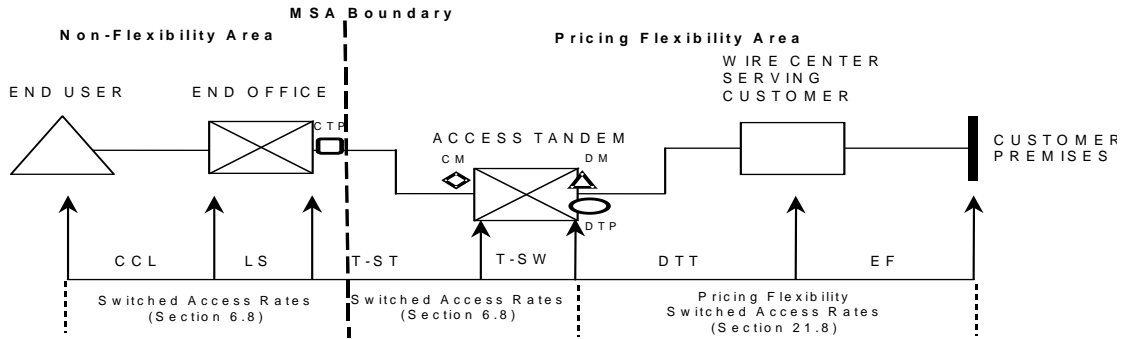 MSA Boundary
Non-Flexibility Area
Pricing Flexibility Area
WIRE CENTER
SERVING
CUSTOMER
END USER
END OFFICE
CTP
ACCESS TANDEM
CUSTOMER
PREMISES
CM
DM
DTP
CCL
LS
T-ST
T-SW
DTT
EF
Switched Access Rates
(Section 6.8)
Switched Access Rates
(Section 6.8)
Pricing Flexibility
Switched Access Rates
(Section 21.8)